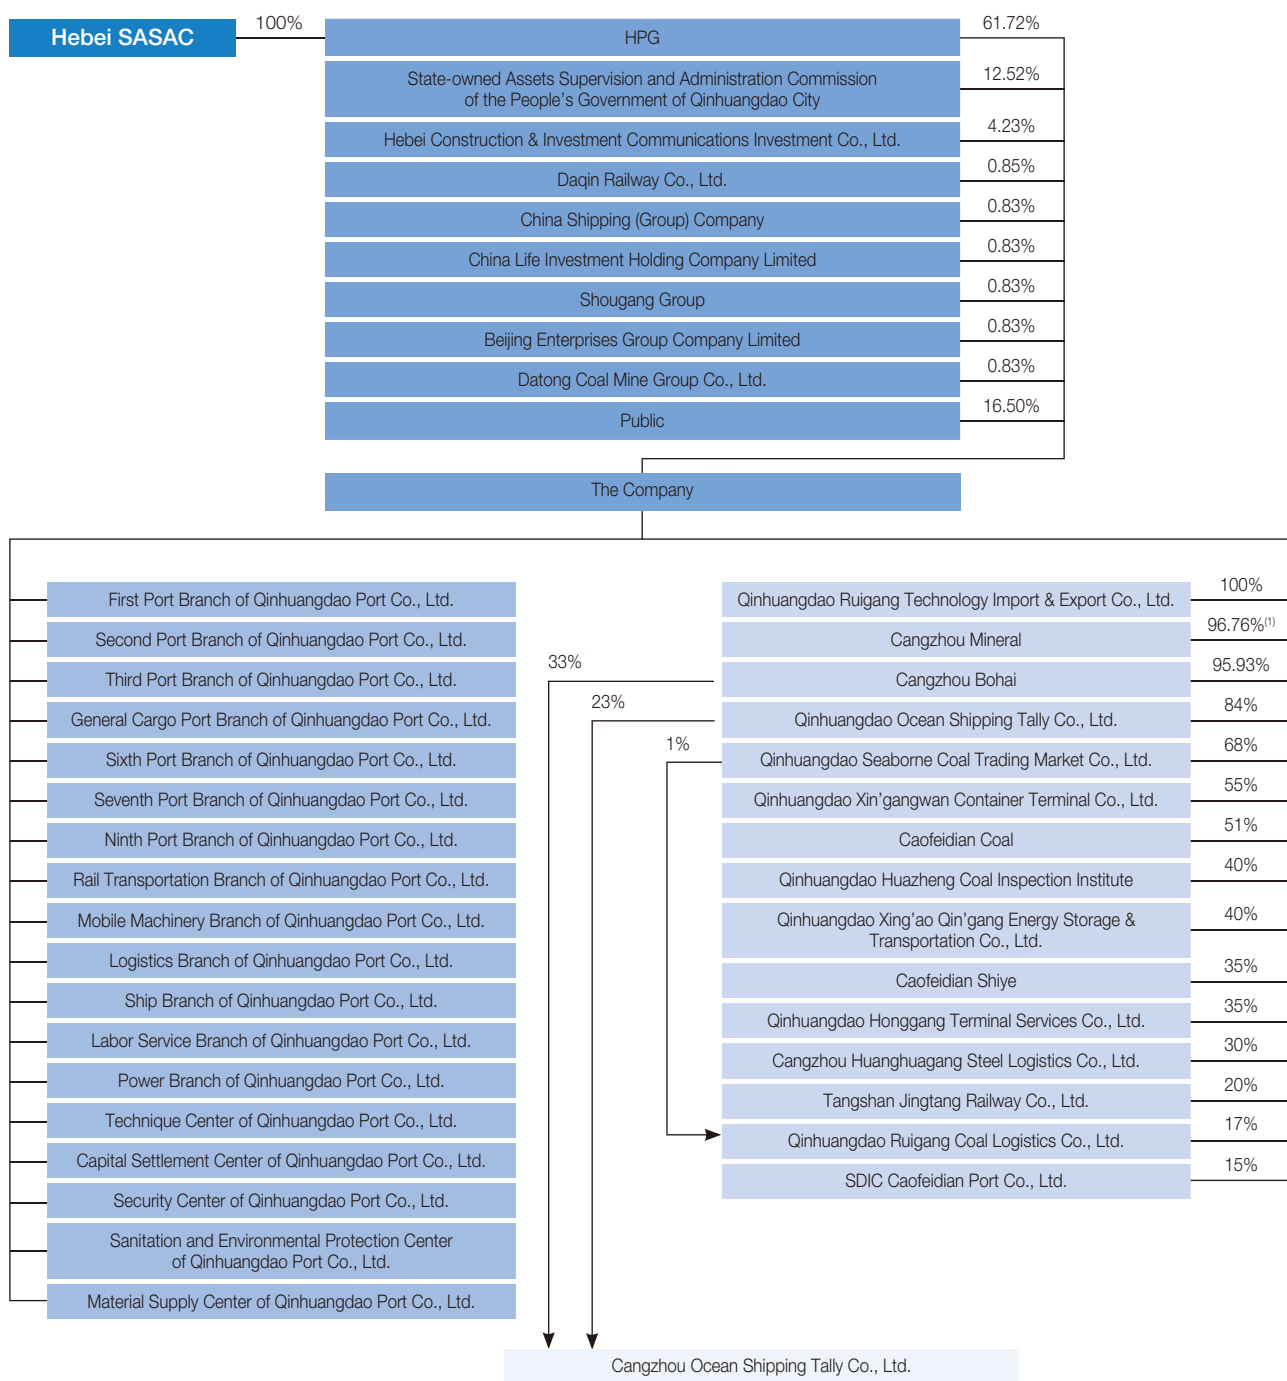 Hebei SASAC
100%
HPG
61.72%
State-owned Assets Supervision and Administration Commission
of the People's Government of Qinhuangdao City
12.52%
Hebei Construction & Investment Communications Investment Co., Ltd.
4.23%
Daqin Railway Co., Ltd.
0.85%
China Shipping (Group) Company
0.83%
China Life Investment Holding Company Limited
0.83%
Shougang Group
0.83%
Beijing Enterprises Group Company Limited
0.83%
Datong Coal Mine Group Co., Ltd.
0.83%
Public
16.50%
The Company
First Port Branch of Qinhuangdao Port Co., Ltd.
Second Port Branch of Qinhuangdao Port Co., Ltd.
Third Port Branch of Qinhuangdao Port Co., Ltd.
General Cargo Port Branch of Qinhuangdao Port Co., Ltd.
Sixth Port Branch of Qinhuangdao Port Co., Ltd.
Seventh Port Branch of Qinhuangdao Port Co., Ltd.
Ninth Port Branch of Qinhuangdao Port Co., Ltd.
Rail Transportation Branch of Qinhuangdao Port Co., Ltd.
Mobile Machinery Branch of Qinhuangdao Port Co., Ltd.
Logistics Branch of Qinhuangdao Port Co., Ltd.
Ship Branch of Qinhuangdao Port Co., Ltd.
Labor Service Branch of Qinhuangdao Port Co., Ltd.
Power Branch of Qinhuangdao Port Co., Ltd.
Technique Center of Qinhuangdao Port Co., Ltd.
Capital Settlement Center of Qinhuangdao Port Co., Ltd.
Security Center of Qinhuangdao Port Co., Ltd.
Sanitation and Environmental Protection Center
of Qinhuangdao Port Co., Ltd.
Material Supply Center of Qinhuangdao Port Co., Ltd.
33%
23%
1%
Qinhuangdao Ruigang Technology Import & Export Co., Ltd.
100%
Cangzhou Mineral
96.76%(1)
Cangzhou Bohai
95.93%
Qinhuangdao Ocean Shipping Tally Co., Ltd.
84%
Qinhuangdao Seaborne Coal Trading Market Co., Ltd.
68%
Qinhuangdao Xin'gangwan Container Terminal Co., Ltd.
55%
Caofeidian Coal
51%
Qinhuangdao Huazheng Coal Inspection Institute
40%
Qinhuangdao Xing'ao Qin'gang Energy Storage &
Transportation Co., Ltd.
40%
Caofeidian Shiye
35%
Qinhuangdao Honggang Terminal Services Co., Ltd.
35%
Cangzhou Huanghuagang Steel Logistics Co., Ltd.
30%
Tangshan Jingtang Railway Co., Ltd.
20%
Qinhuangdao Ruigang Coal Logistics Co., Ltd.
17%
SDIC Caofeidian Port Co., Ltd.
15%
Cangzhou Ocean Shipping Tally Co., Ltd.